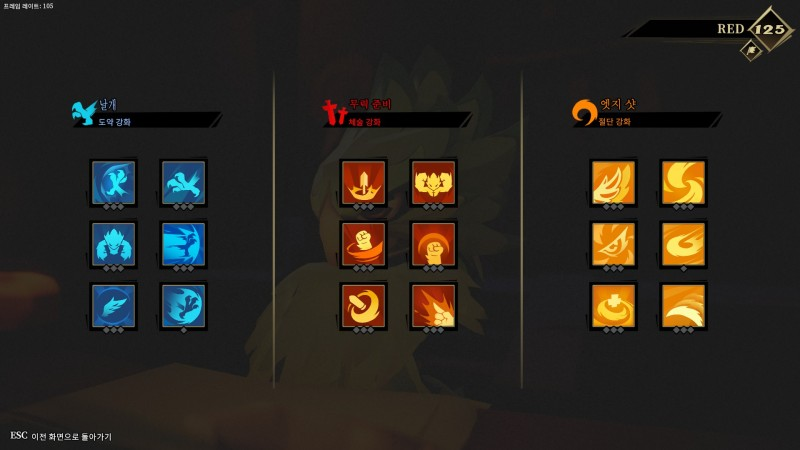 프레임 레이트: 105
RED 125
날개
도약 강화
투력 준비
체술 강화
엣지 샷
절단 강화
ESC 이전 화면으로 돌아가기